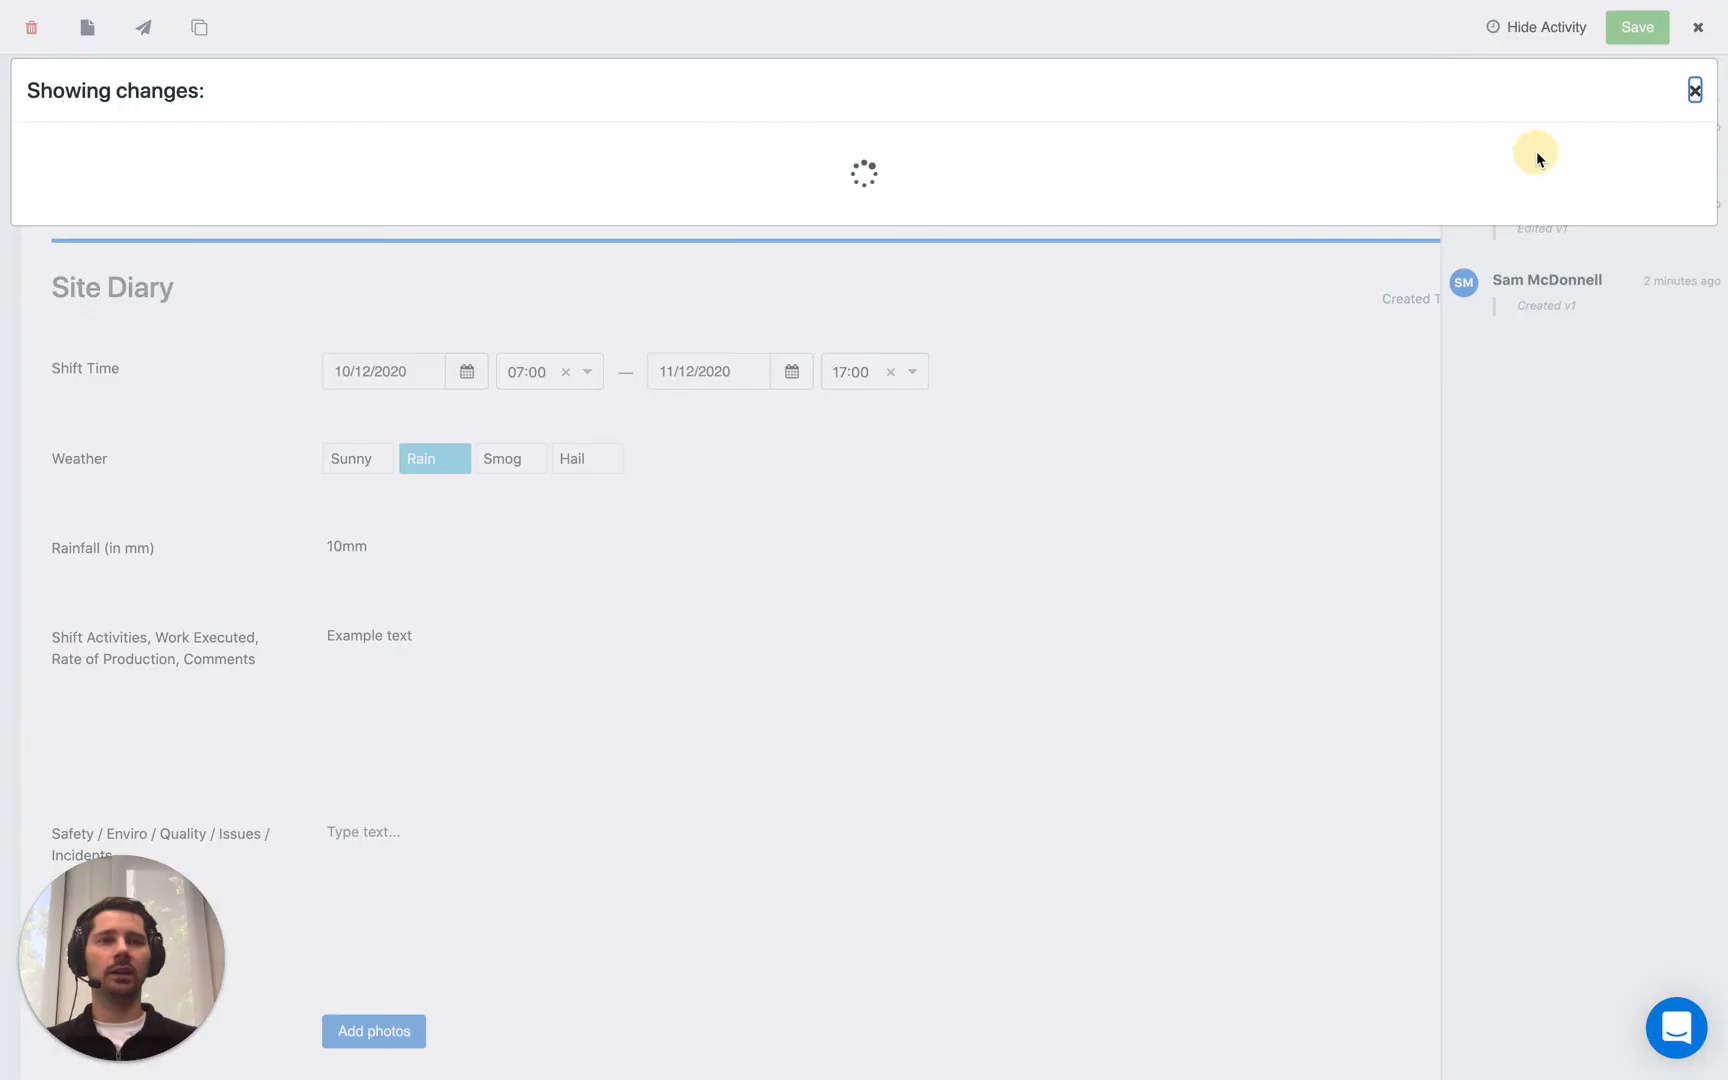 Hide Activity
Save
Showing changes:
Edited v1
Site Diary
Created T
SM
Sam McDonnell
2 minutes ago
Created v1
Shift Time
10/12/2020
07:00
—
11/12/2020
17:00
Weather
Sunny
Rain
Smog
Hail
Rainfall (in mm)
10mm
Shift Activities, Work Executed,
Rate of Production, Comments
Example text
Safety / Enviro / Quality / Issues /
Incidents
Type text...
Add photos